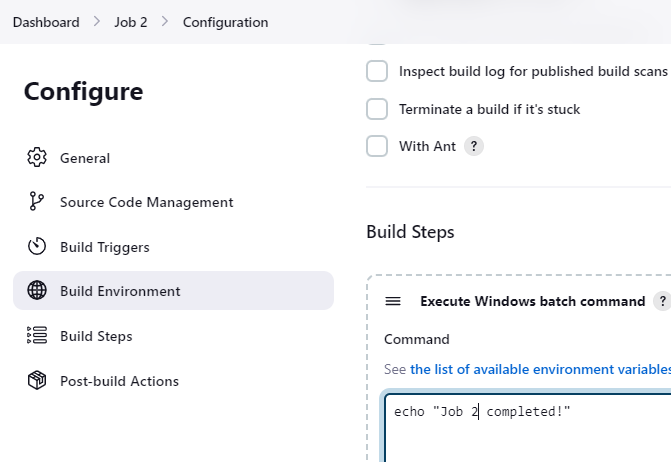 Dashboard > Job 2 > Configuration
Configure
General
Source Code Management
Build Triggers
Build Environment
Build Steps
Post-build Actions
Inspect build log for published build scans
Terminate a build if it's stuck
With Ant ?
Build Steps
Execute Windows batch command ?
Command
See the list of available environment variables
echo "Job 2 completed!"